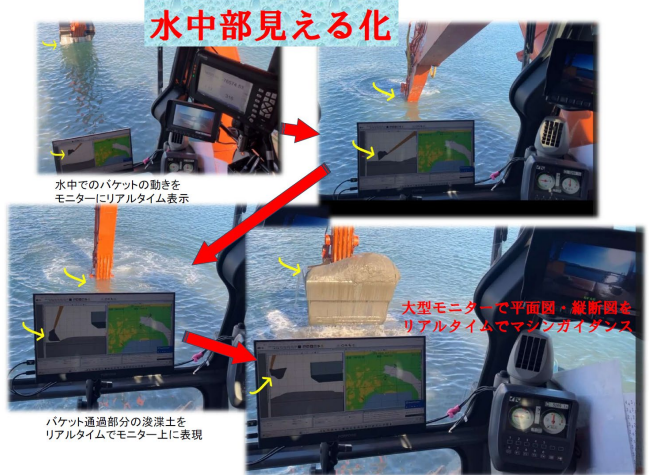 水中部見える化
水中でのバケットの動きを
モニターにリアルタイム表示
大型モニターで平面図・縦断図を
リアルタイムでマシンガイダンス
バケット通過部分の浚渫土を
リアルタイムでモニター上に表現